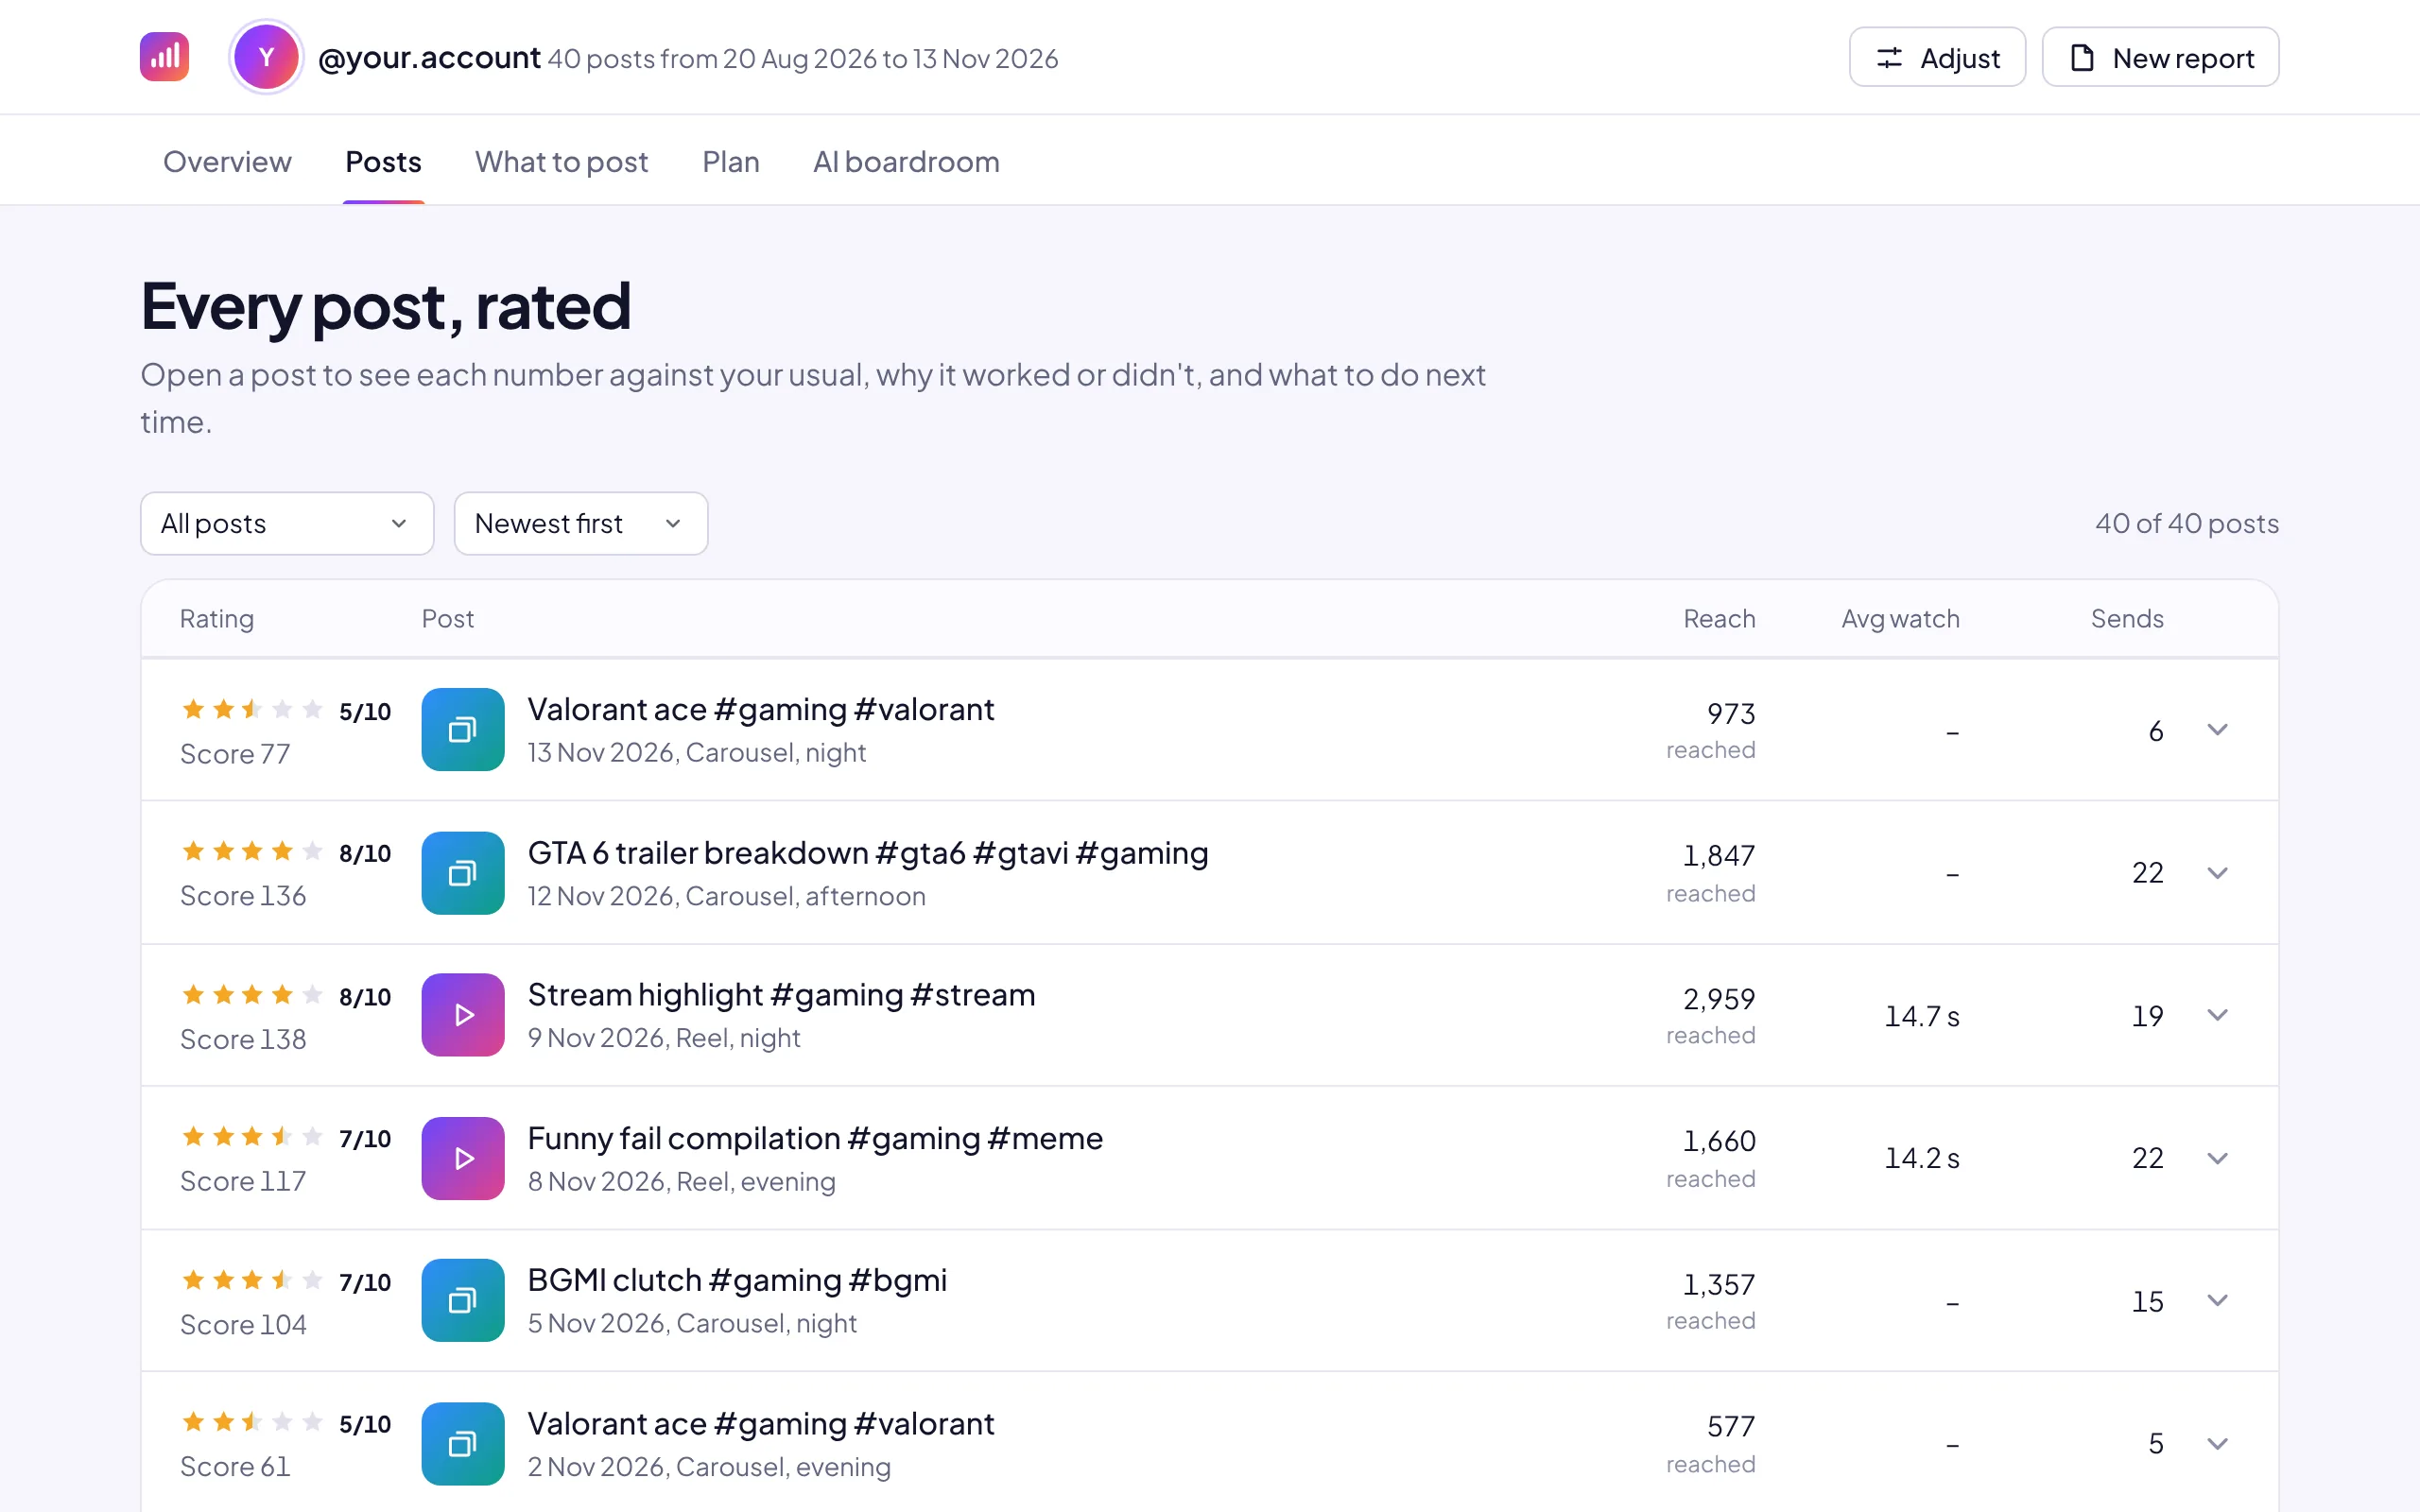 Y @your.account 40 posts from 20 Aug 2026 to 13 Nov 2026
Adjust
New report
Overview Posts What to post Plan AI boardroom
Every post, rated
Open a post to see each number against your usual, why it worked or didn't, and what to do next
time.
All posts Newest first 40 of 40 posts
Rating Post Reach Avg watch Sends
5/10 Valorant ace #gaming #valorant 973
Score 77 13 Nov 2026, Carousel, night reached – 6
8/10 GTA 6 trailer breakdown #gta6 #gtavi #gaming 1,847
Score 136 12 Nov 2026, Carousel, afternoon reached – 22
8/10 Stream highlight #gaming #stream 2,959
Score 138 9 Nov 2026, Reel, night reached 14.7 s 19
7/10 Funny fail compilation #gaming #meme 1,660
Score 117 8 Nov 2026, Reel, evening reached 14.2 s 22
7/10 BGMI clutch #gaming #bgmi 1,357
Score 104 5 Nov 2026, Carousel, night reached – 15
5/10 Valorant ace #gaming #valorant 577
Score 61 2 Nov 2026, Carousel, evening reached – 5